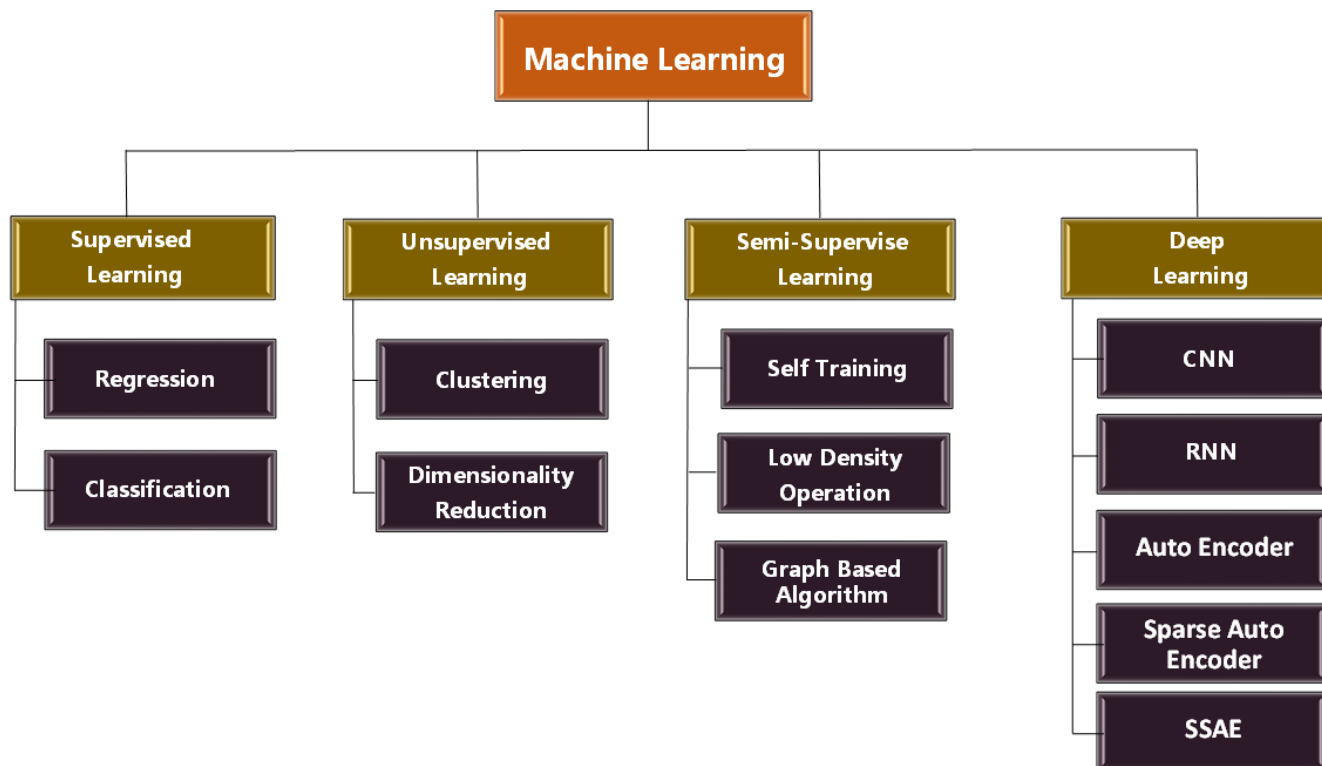 Machine Learning
Supervised
Learning
Regression
Classification
Unsupervised
Learning
Clustering
Dimensionality
Reduction
Semi-Supervise
Learning
Self Training
Low Density
Operation
Graph Based
Algorithm
Deep
Learning
CNN
RNN
Auto Encoder
Sparse Auto
Encoder
SSAE